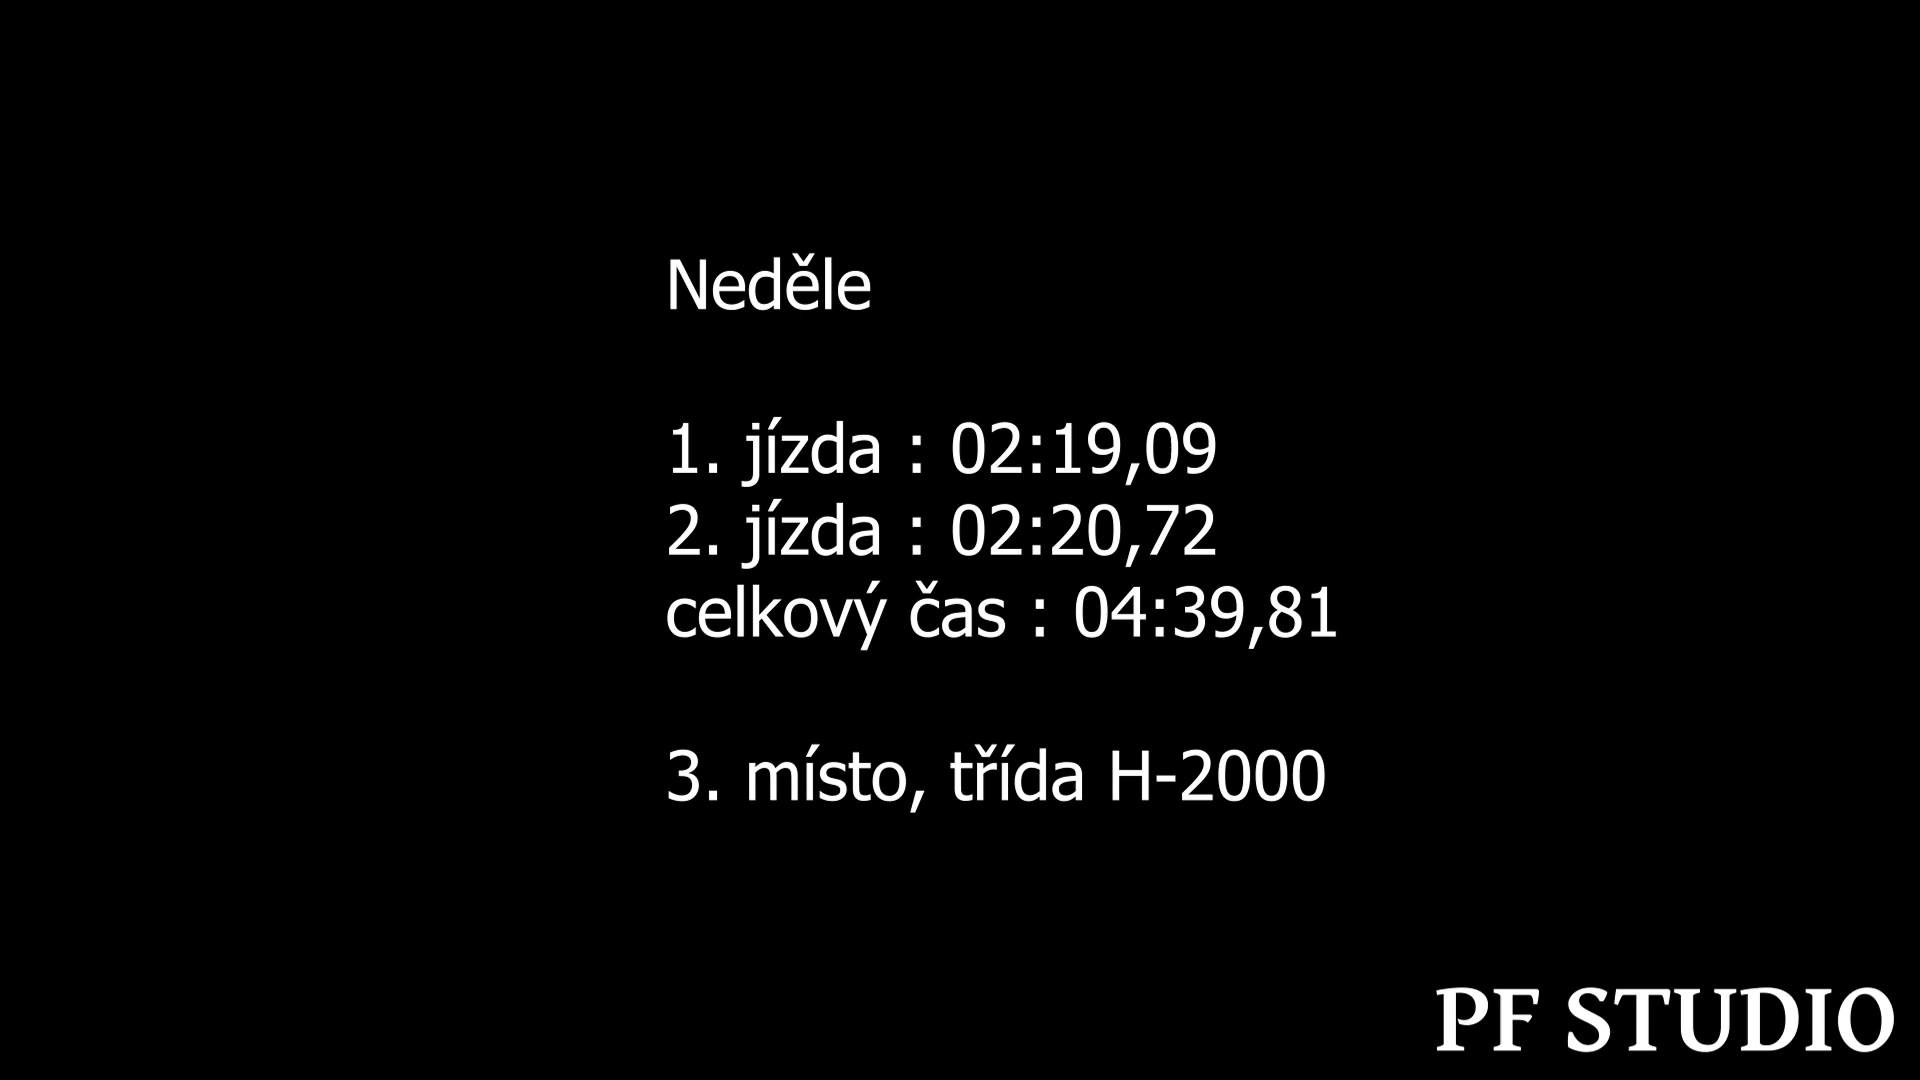 Neděle
1. jízda : 02:19,09
2. jízda : 02:20,72
celkový čas : 04:39,81
3. místo, třída H-2000
PF STUDIO